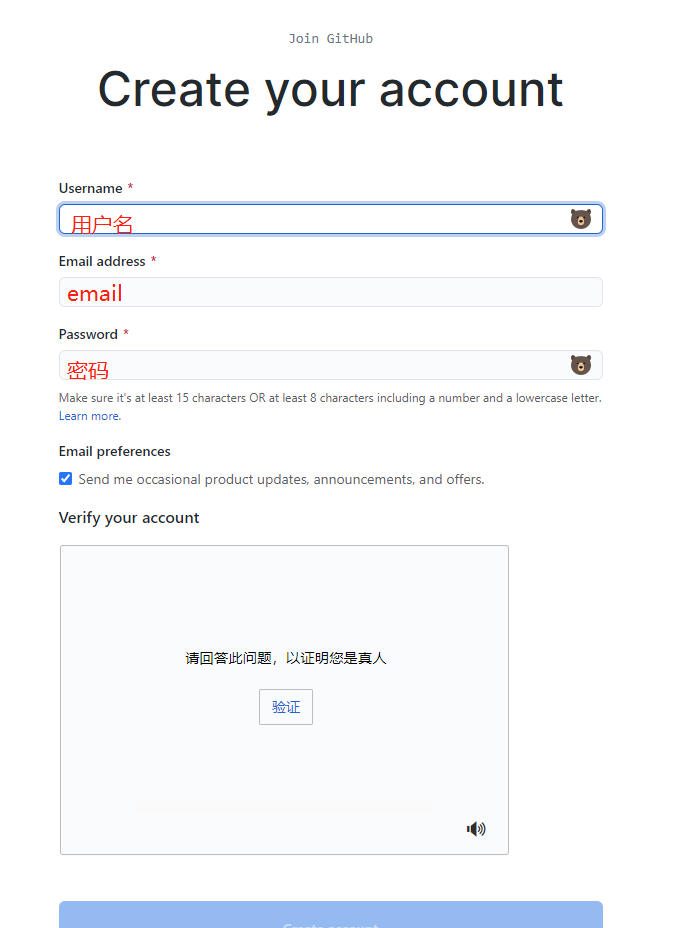 Join GitHub
Create your account
Username *
用户名
Email address *
email
Password *
密码
Make sure it's at least 15 characters OR at least 8 characters including a number and a lowercase letter.
Learn more.
Email preferences
Send me occasional product updates, announcements, and offers.
Verify your account
请回答此问题，以证明您是真人
验证
Create account